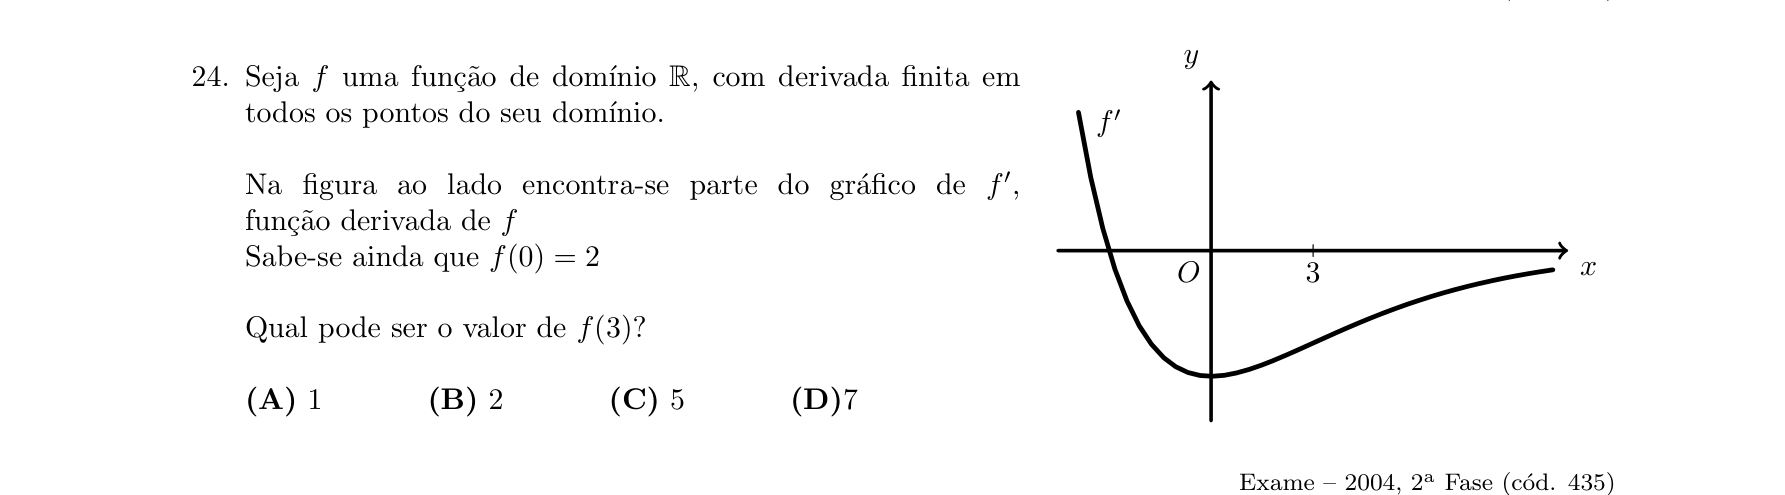 24. Seja f uma função de domínio ℝ, com derivada finita em
todos os pontos do seu domínio.
Na figura ao lado encontra-se parte do gráfico de f′,
função derivada de f
Sabe-se ainda que f(0) = 2
Qual pode ser o valor de f(3)?
(A) 1 (B) 2 (C) 5 (D)7
y
f′
O
3
x
Exame – 2004, 2ª Fase (cód. 435)